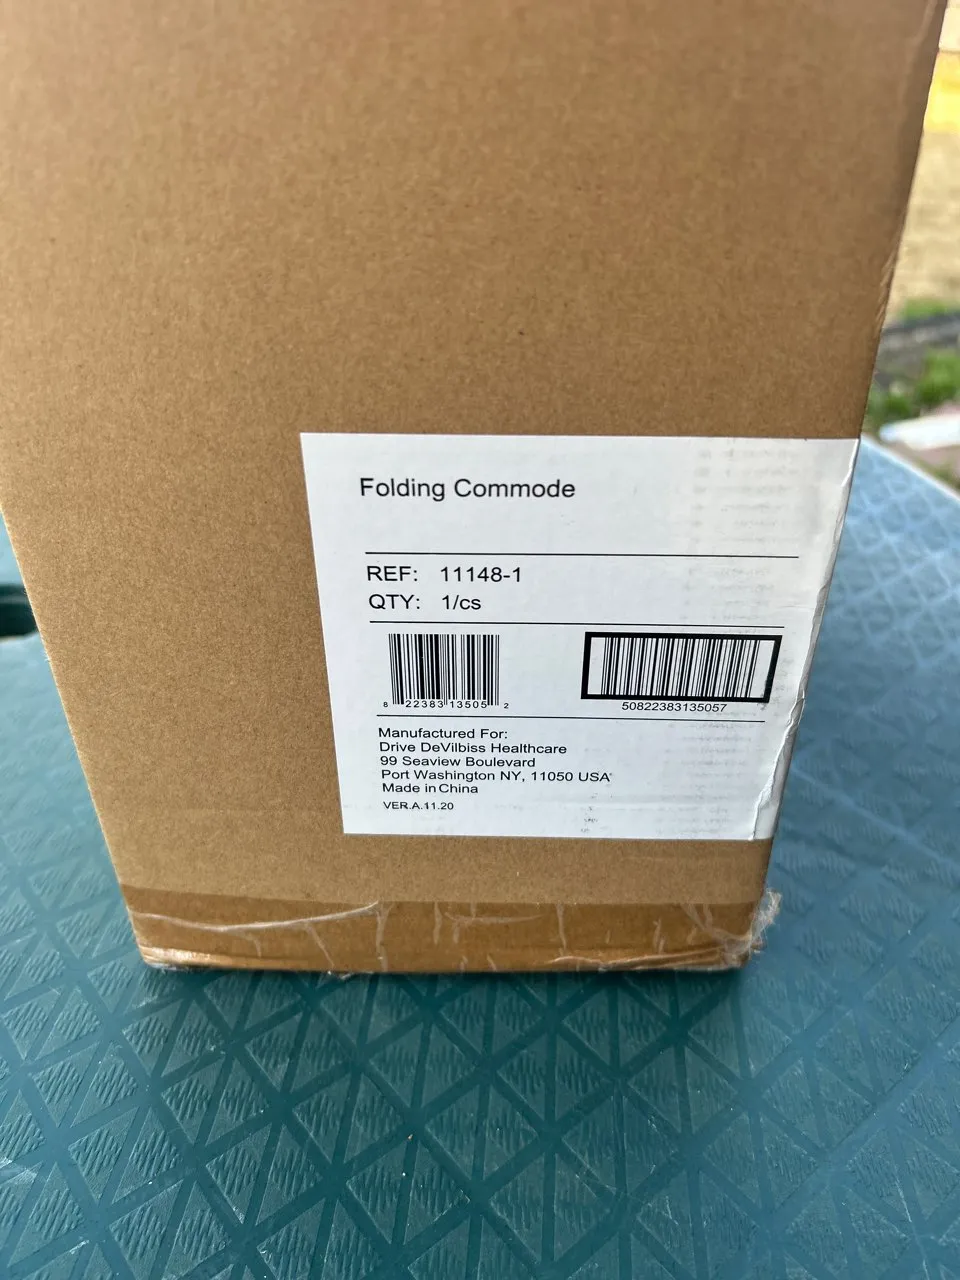 Folding Commode
REF: 11148-1
QTY: 1/cs
8 22383 13505 2
50822383135057
Manufactured For:
Drive DeVilbiss Healthcare
99 Seaview Boulevard
Port Washington NY, 11050 USA
Made in China
VER.A.11.20